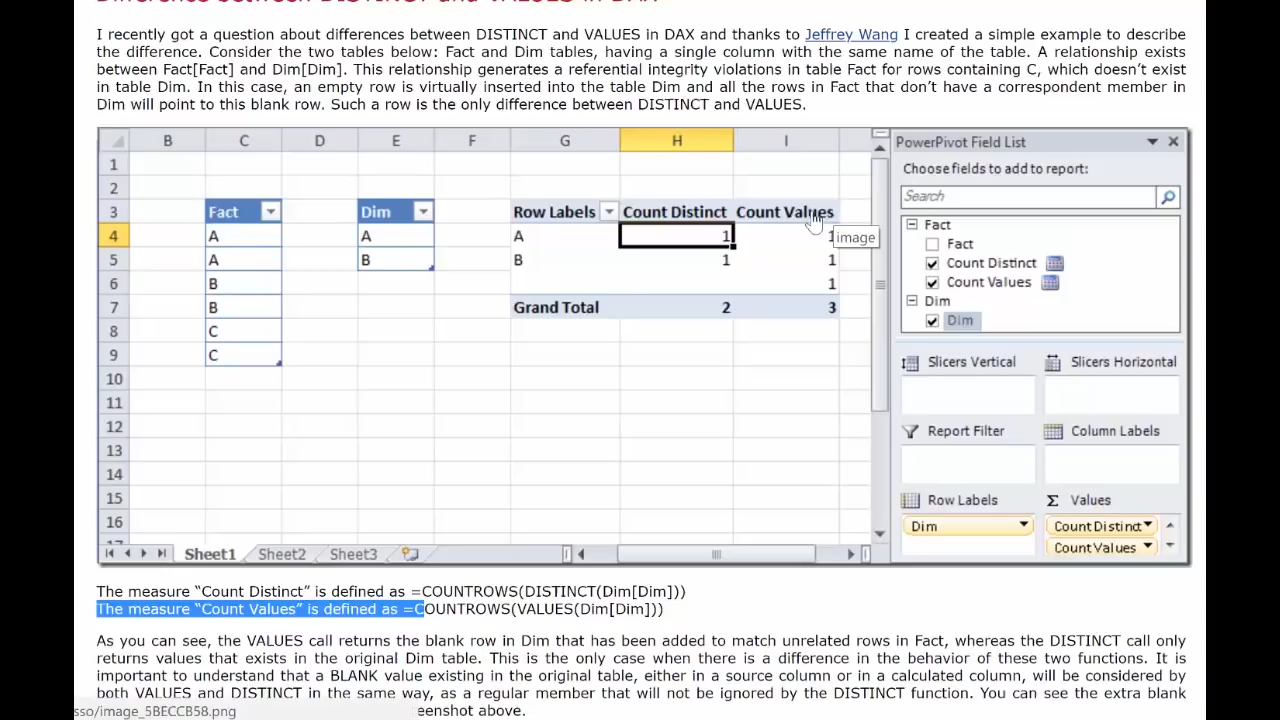 Difference between DISTINCT and VALUES in DAX
I recently got a question about differences between DISTINCT and VALUES in DAX and thanks to Jeffrey Wang I created a simple example to describe
the difference. Consider the two tables below: Fact and Dim tables, having a single column with the same name of the table. A relationship exists
between Fact[Fact] and Dim[Dim]. This relationship generates a referential integrity violations in table Fact for rows containing C, which doesn't exist
in table Dim. In this case, an empty row is virtually inserted into the table Dim and all the rows in Fact that don't have a correspondent member in
Dim will point to this blank row. Such a row is the only difference between DISTINCT and VALUES.
B C D E F G H I
PowerPivot Field List
1
Choose fields to add to report:
2
Search
3 Fact Dim Row Labels Count Distinct Count Values
Fact
4 A A A 1 1
image
Fact
5 A B B 1 1
Count Distinct
6 B 1
Count Values
Dim
7 B Grand Total 2 3
Dim
8 C
9 C
Slicers Vertical Slicers Horizontal
10
11
12
Report Filter Column Labels
13
14
15
Row Labels Σ Values
16
Dim Count Distinct
Count Values
Sheet1 Sheet2 Sheet3
The measure "Count Distinct" is defined as =COUNTROWS(DISTINCT(Dim[Dim]))
The measure "Count Values" is defined as =COUNTROWS(VALUES(Dim[Dim]))
As you can see, the VALUES call returns the blank row in Dim that has been added to match unrelated rows in Fact, whereas the DISTINCT call only
returns values that exists in the original Dim table. This is the only case when there is a difference in the behavior of these two functions. It is
important to understand that a BLANK value existing in the original table, either in a source column or in a calculated column, will be considered by
both VALUES and DISTINCT in the same way, as a regular member that will not be ignored by the DISTINCT function. You can see the extra blank
sso/image_5BECCB58.png eenshot above.